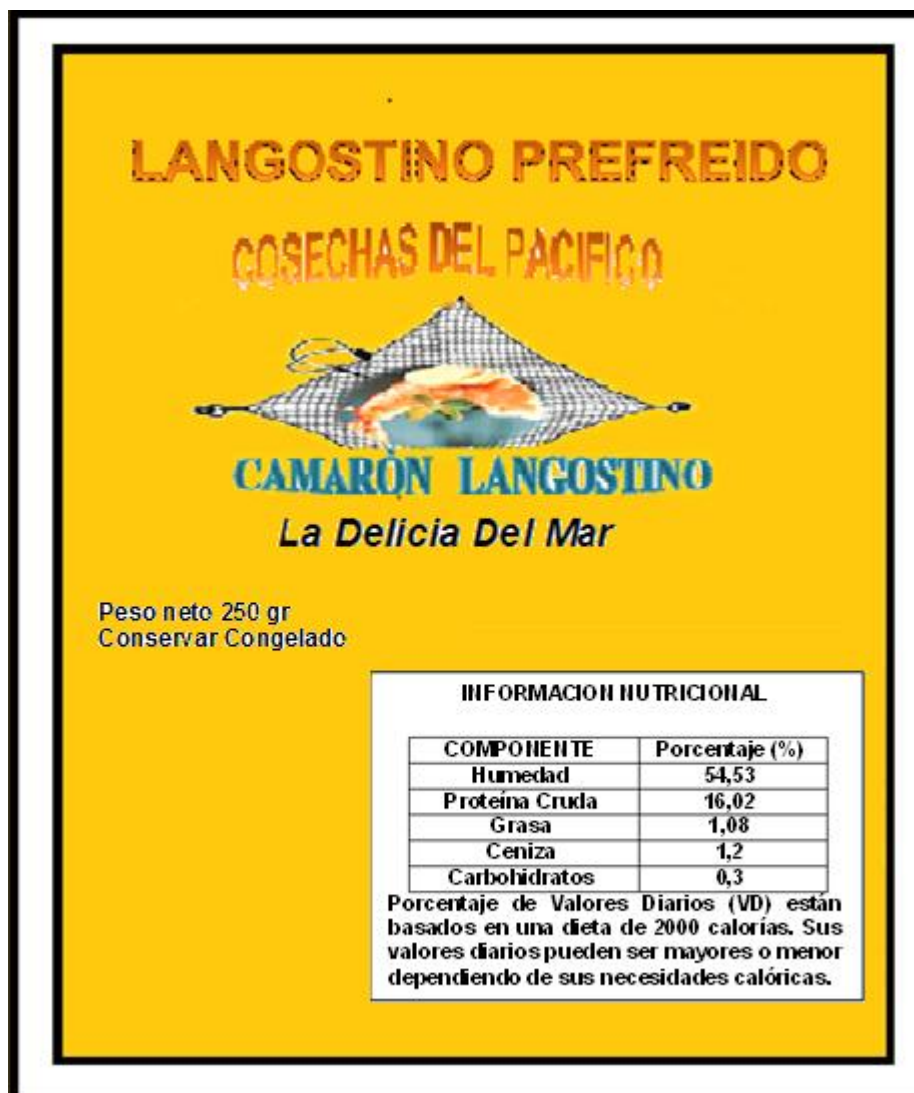 LANGOSTINO PREFREIDO
COSECHAS DEL PACIFICO
CAMARÒN LANGOSTINO
La Delicia Del Mar
Peso neto 250 gr
Conservar Congelado
INFORMACION NUTRICIONAL
COMPONENTE Porcentaje (%)
Humedad 54,53
Proteína Cruda 16,02
Grasa 1,08
Ceniza 1,2
Carbohidratos 0,3
Porcentaje de Valores Diarios (VD) están
basados en una dieta de 2000 calorías. Sus
valores diarios pueden ser mayores o menor
dependiendo de sus necesidades calóricas.